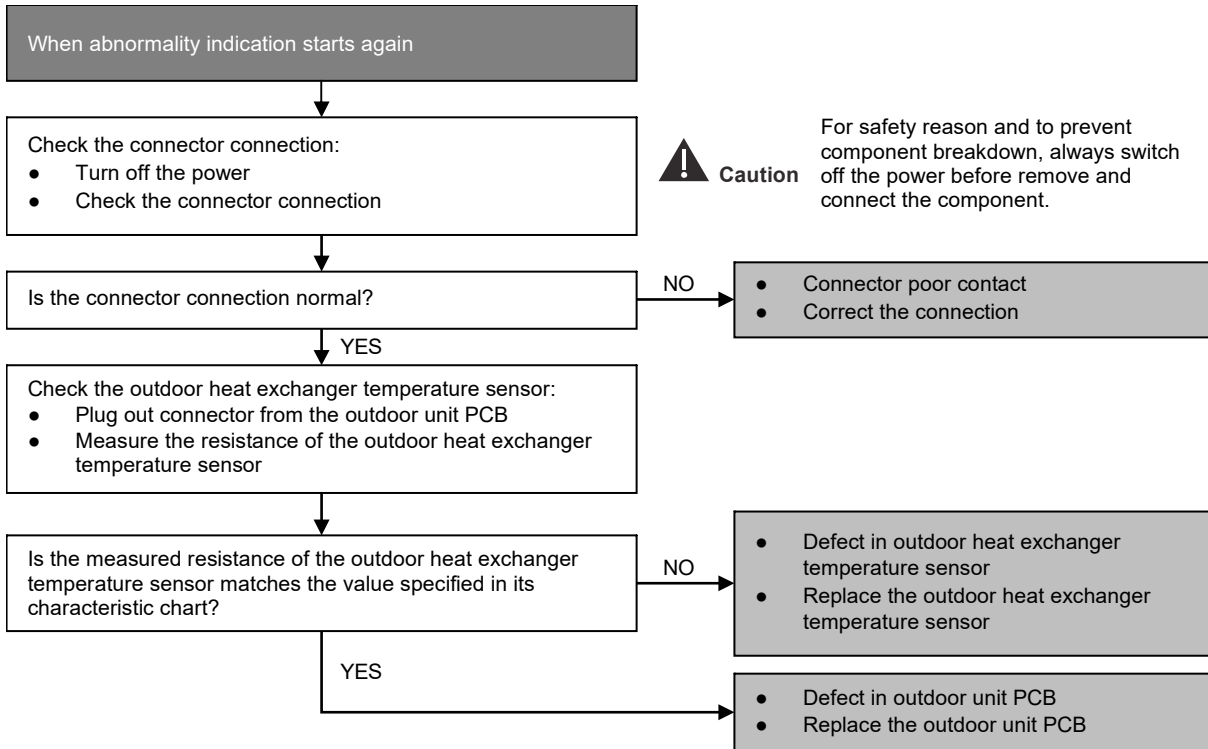 When abnormality indication starts again
Check the connector connection:
● Turn off the power
● Check the connector connection
Caution
For safety reason and to prevent
component breakdown, always switch
off the power before remove and
connect the component.
Is the connector connection normal?
NO
● Connector poor contact
● Correct the connection
YES
Check the outdoor heat exchanger temperature sensor:
● Plug out connector from the outdoor unit PCB
● Measure the resistance of the outdoor heat exchanger
temperature sensor
Is the measured resistance of the outdoor heat exchanger
temperature sensor matches the value specified in its
characteristic chart?
NO
● Defect in outdoor heat exchanger
temperature sensor
● Replace the outdoor heat exchanger
temperature sensor
YES
● Defect in outdoor unit PCB
● Replace the outdoor unit PCB